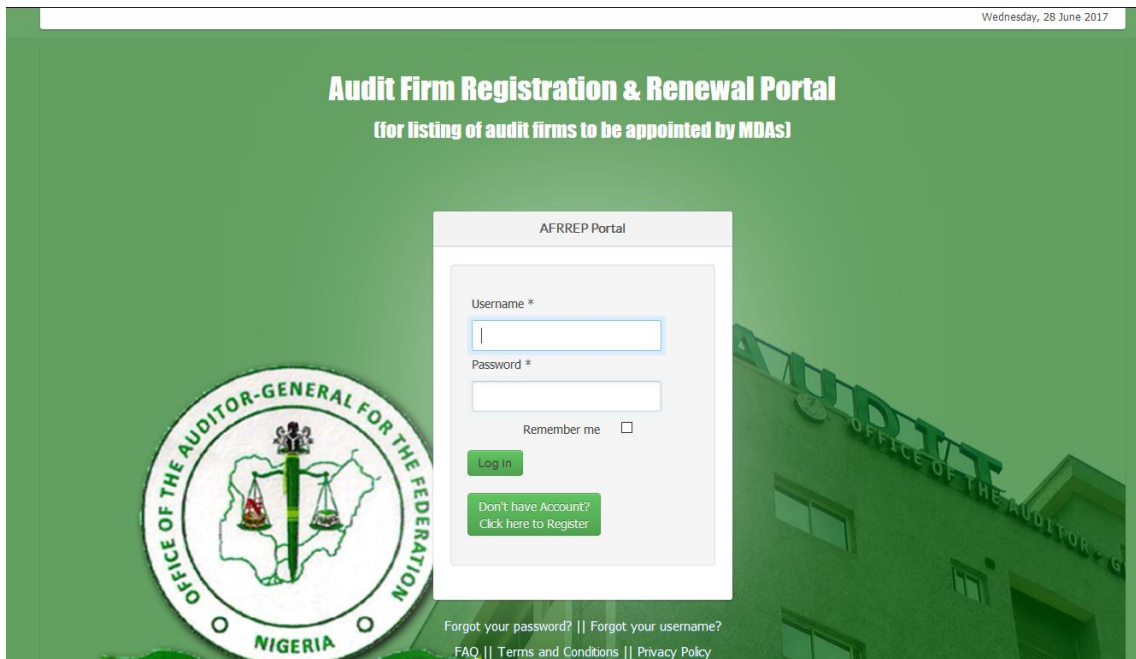 Wednesday, 28 June 2017
Audit Firm Registration & Renewal Portal
(for listing of audit firms to be appointed by MDAs)
AFRREP Portal
Username *
Password *
Remember me
Log in
Don't have Account?
Click here to Register
Forgot your password? || Forgot your username?
FAQ || Terms and Conditions || Privacy Policy
OFFICE OF THE AUDITOR-GENERAL FOR THE FEDERATION
NIGERIA
AUDIT
OFFICE OF THE AUDITOR - G